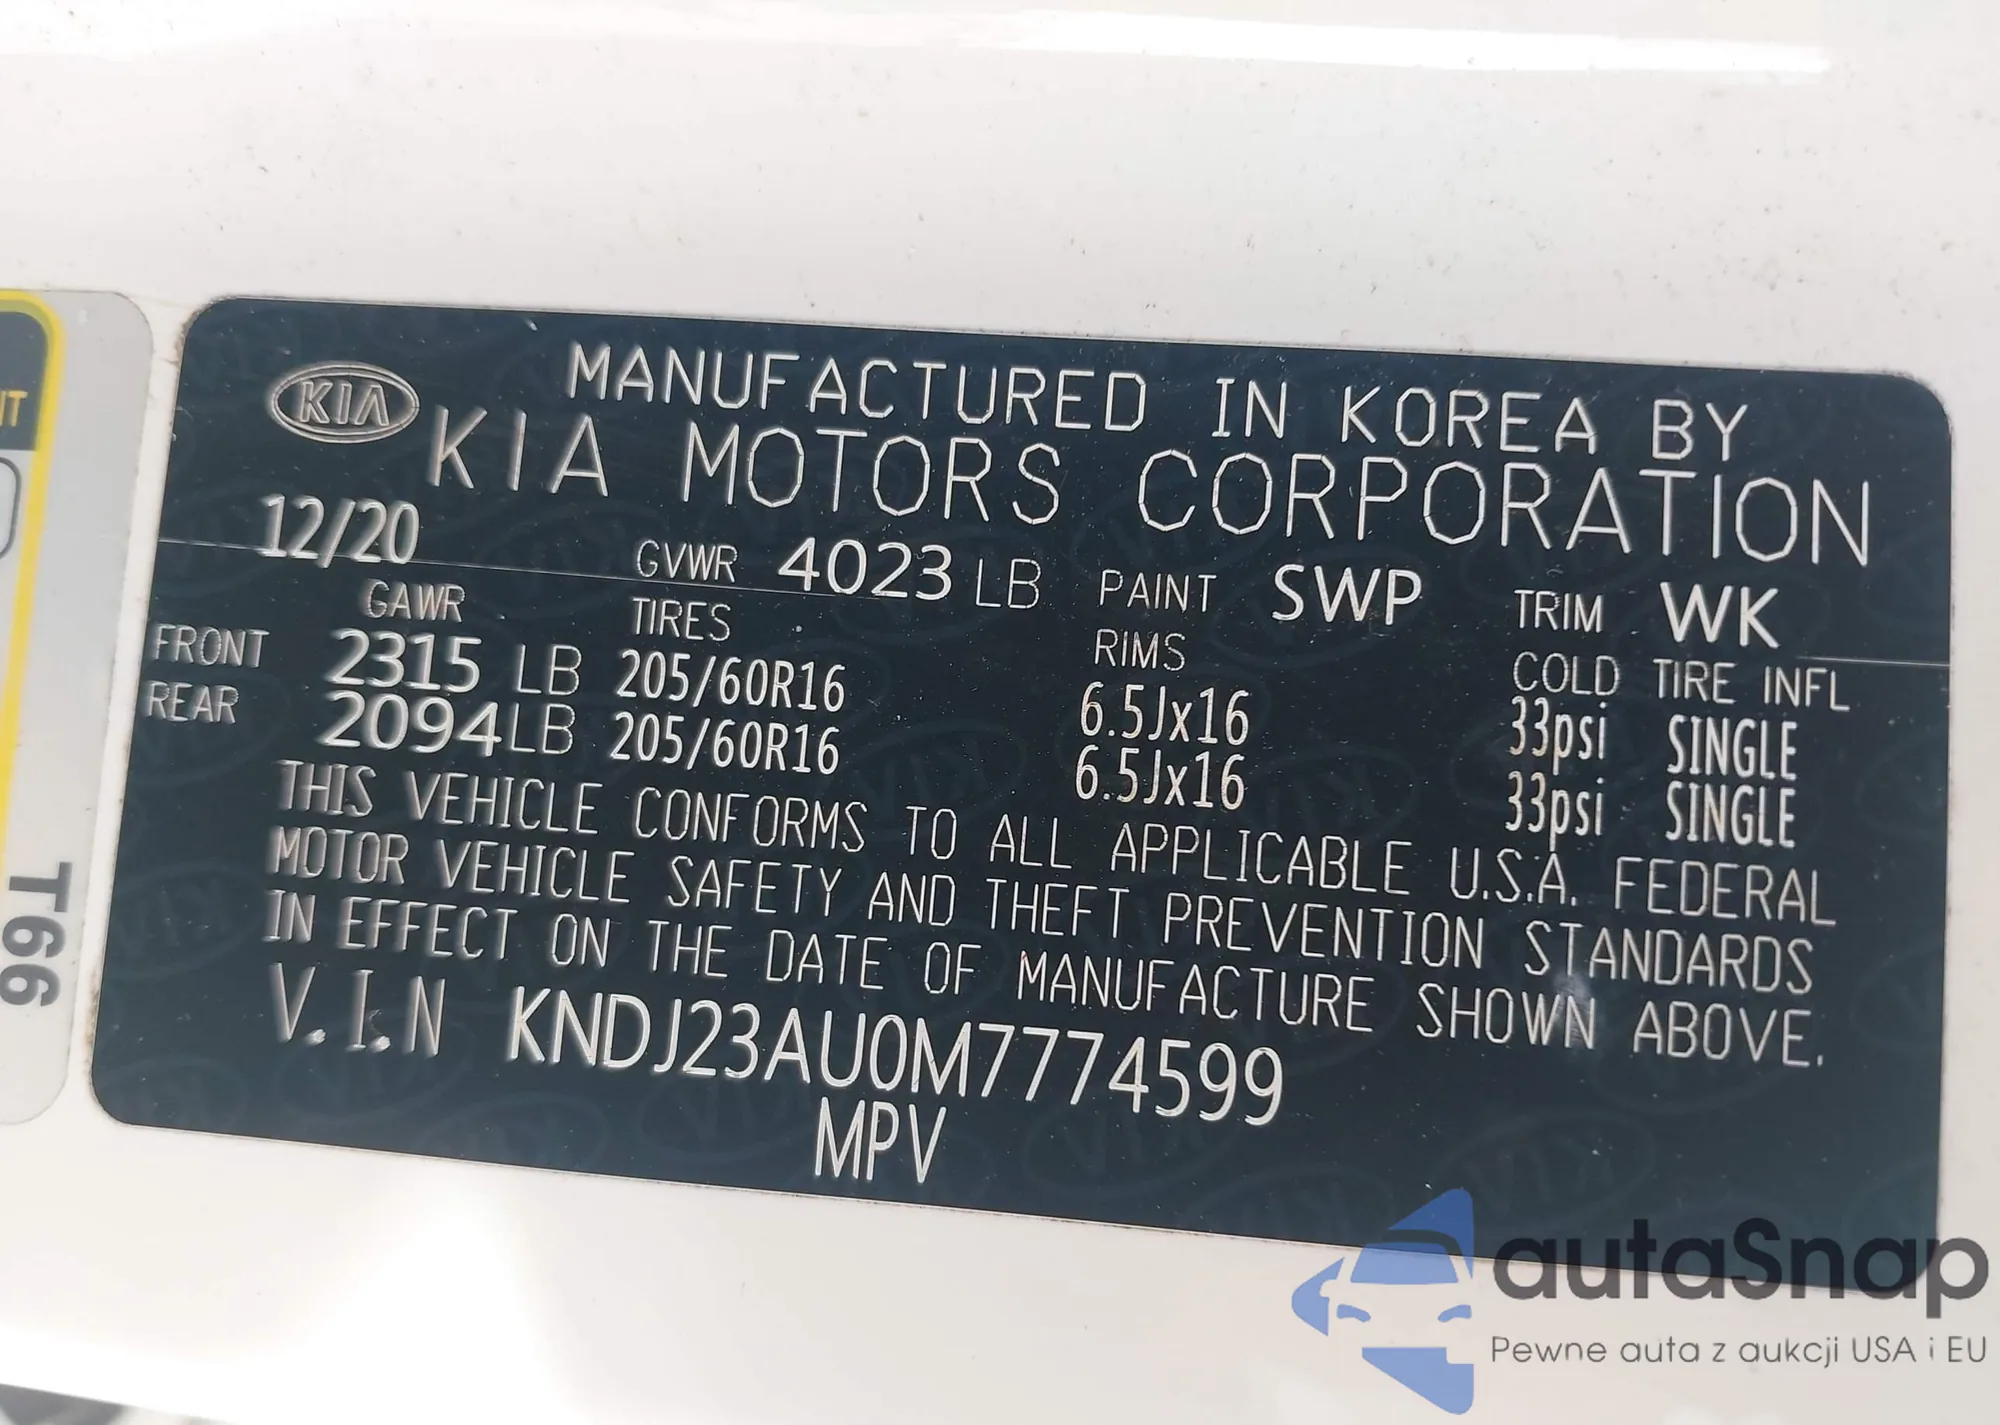 MANUFACTURED IN KOREA BY
KIA KIA MOTORS CORPORATION
12/20 GVWR 4023 LB PAINT SWP TRIM WK
GAWR TIRES RIMS COLD TIRE INFL
FRONT 2315 LB 205/60R16 6.5Jx16 33psi SINGLE
REAR 2094LB 205/60R16 6.5Jx16 33psi SINGLE
THIS VEHICLE CONFORMS TO ALL APPLICABLE U.S.A. FEDERAL
MOTOR VEHICLE SAFETY AND THEFT PREVENTION STANDARDS
IN EFFECT ON THE DATE OF MANUFACTURE SHOWN ABOVE.
V.I.N KNDJ23AU0M7774599
MPV
T66
autaSnap
Pewne auta z aukcji USA i EU